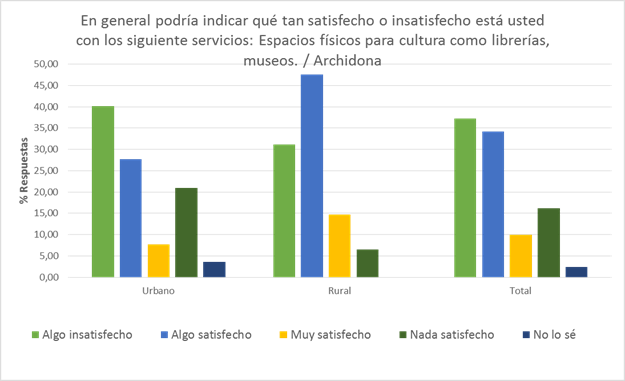 En general podría indicar qué tan satisfecho o insatisfecho está usted
con los siguiente servicios: Espacios físicos para cultura como librerías,
museos. / Archidona
% Respuestas
50,00
45,00
40,00
35,00
30,00
25,00
20,00
15,00
10,00
5,00
0,00
Urbano Rural Total
Algo insatisfecho Algo satisfecho Muy satisfecho Nada satisfecho No lo sé